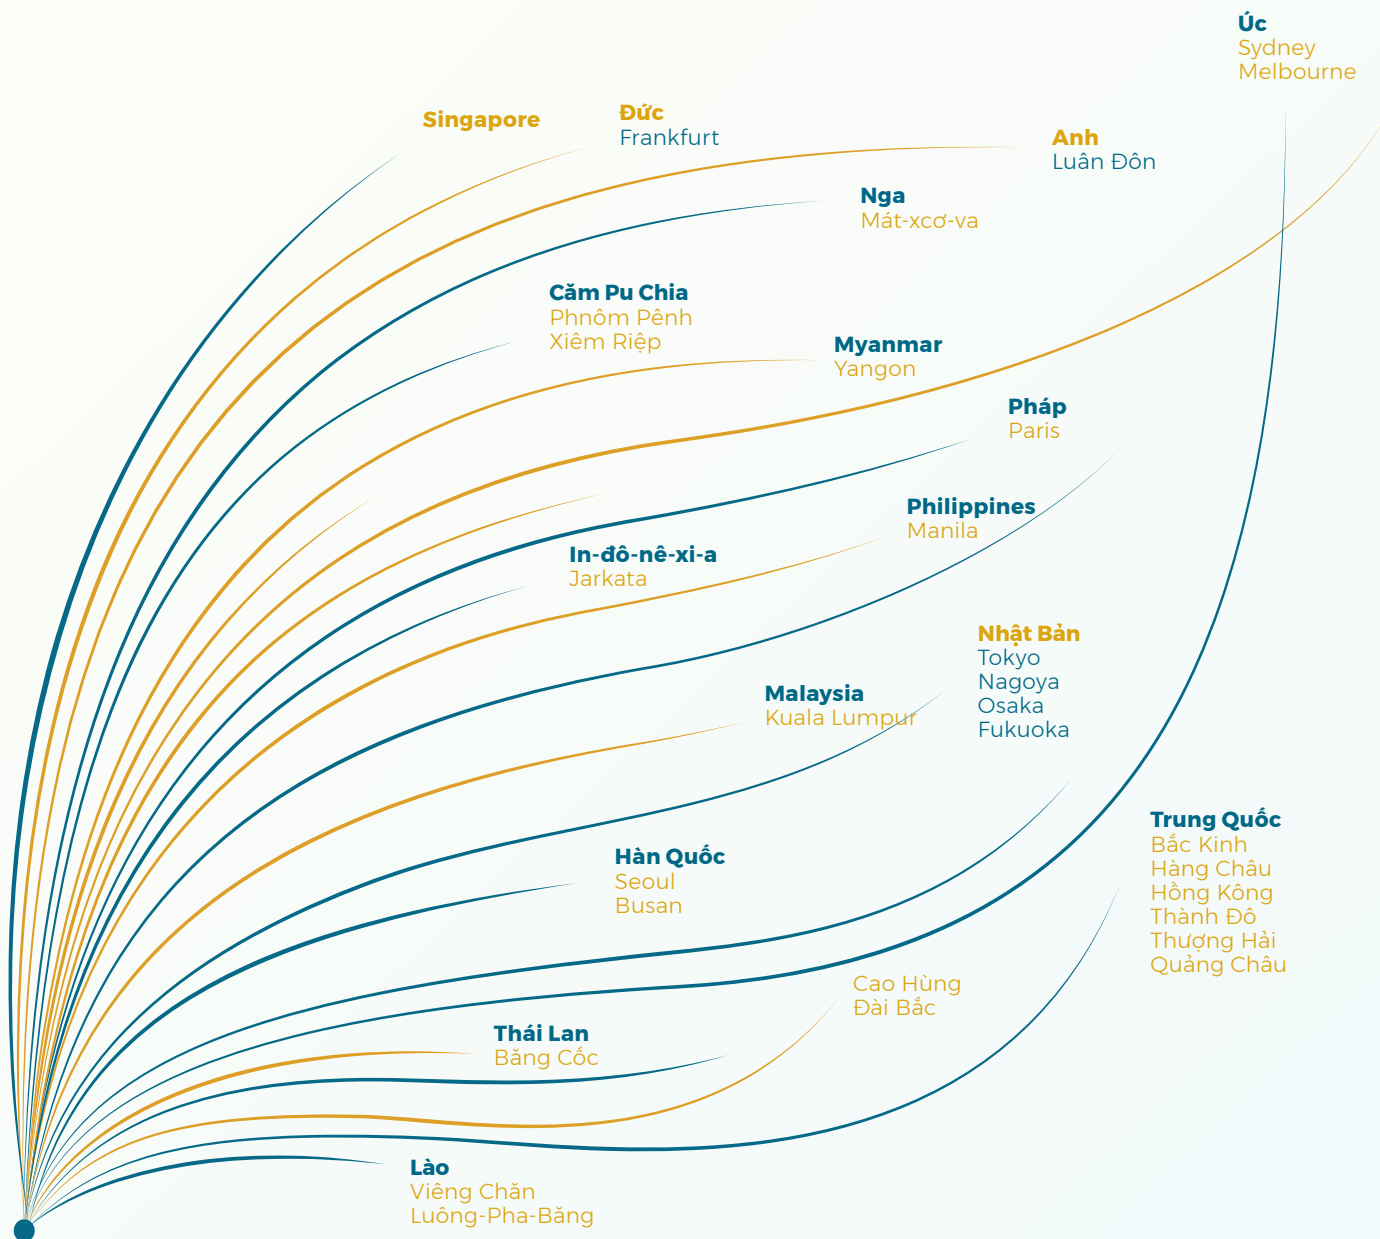 Úc
Sydney
Melbourne
Singapore
Đức
Frankfurt
Anh
Luân Đôn
Nga
Mát-xcơ-va
Căm Pu Chia
Phnôm Pênh
Xiêm Riệp
Myanmar
Yangon
Pháp
Paris
Philippines
Manila
In-đô-nê-xi-a
Jarkata
Nhật Bản
Tokyo
Nagoya
Osaka
Fukuoka
Malaysia
Kuala Lumpur
Trung Quốc
Bắc Kinh
Hàng Châu
Hồng Kông
Thành Đô
Thượng Hải
Quảng Châu
Hàn Quốc
Seoul
Busan
Cao Hùng
Đài Bắc
Thái Lan
Băng Cốc
Lào
Viêng Chăn
Luông-Pha-Băng